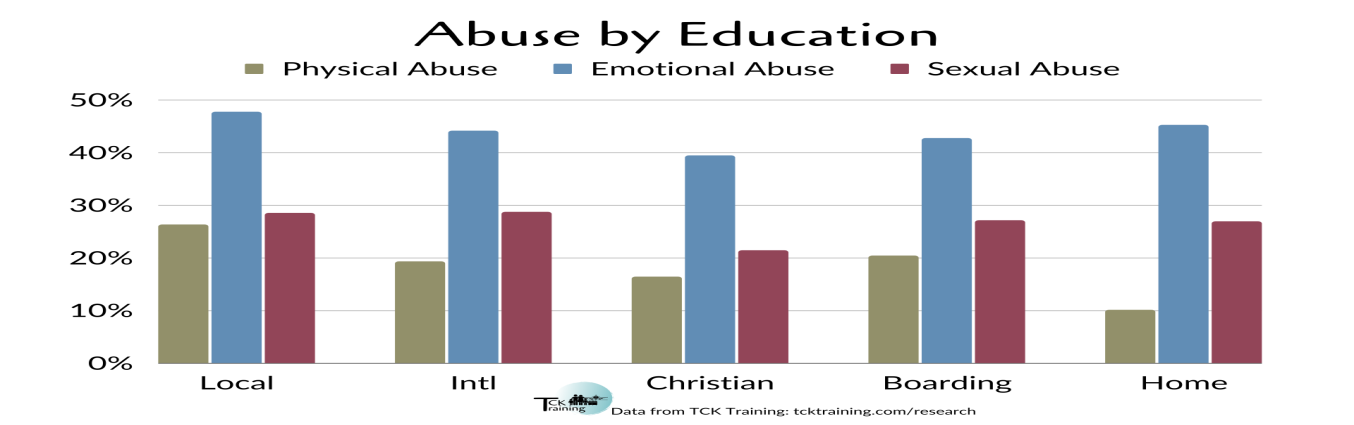 Abuse by Education
Physical Abuse Emotional Abuse Sexual Abuse
50%
40%
30%
20%
10%
0%
Local Intl Christian Boarding Home
TCK
Training
Data from TCK Training: tcktraining.com/research